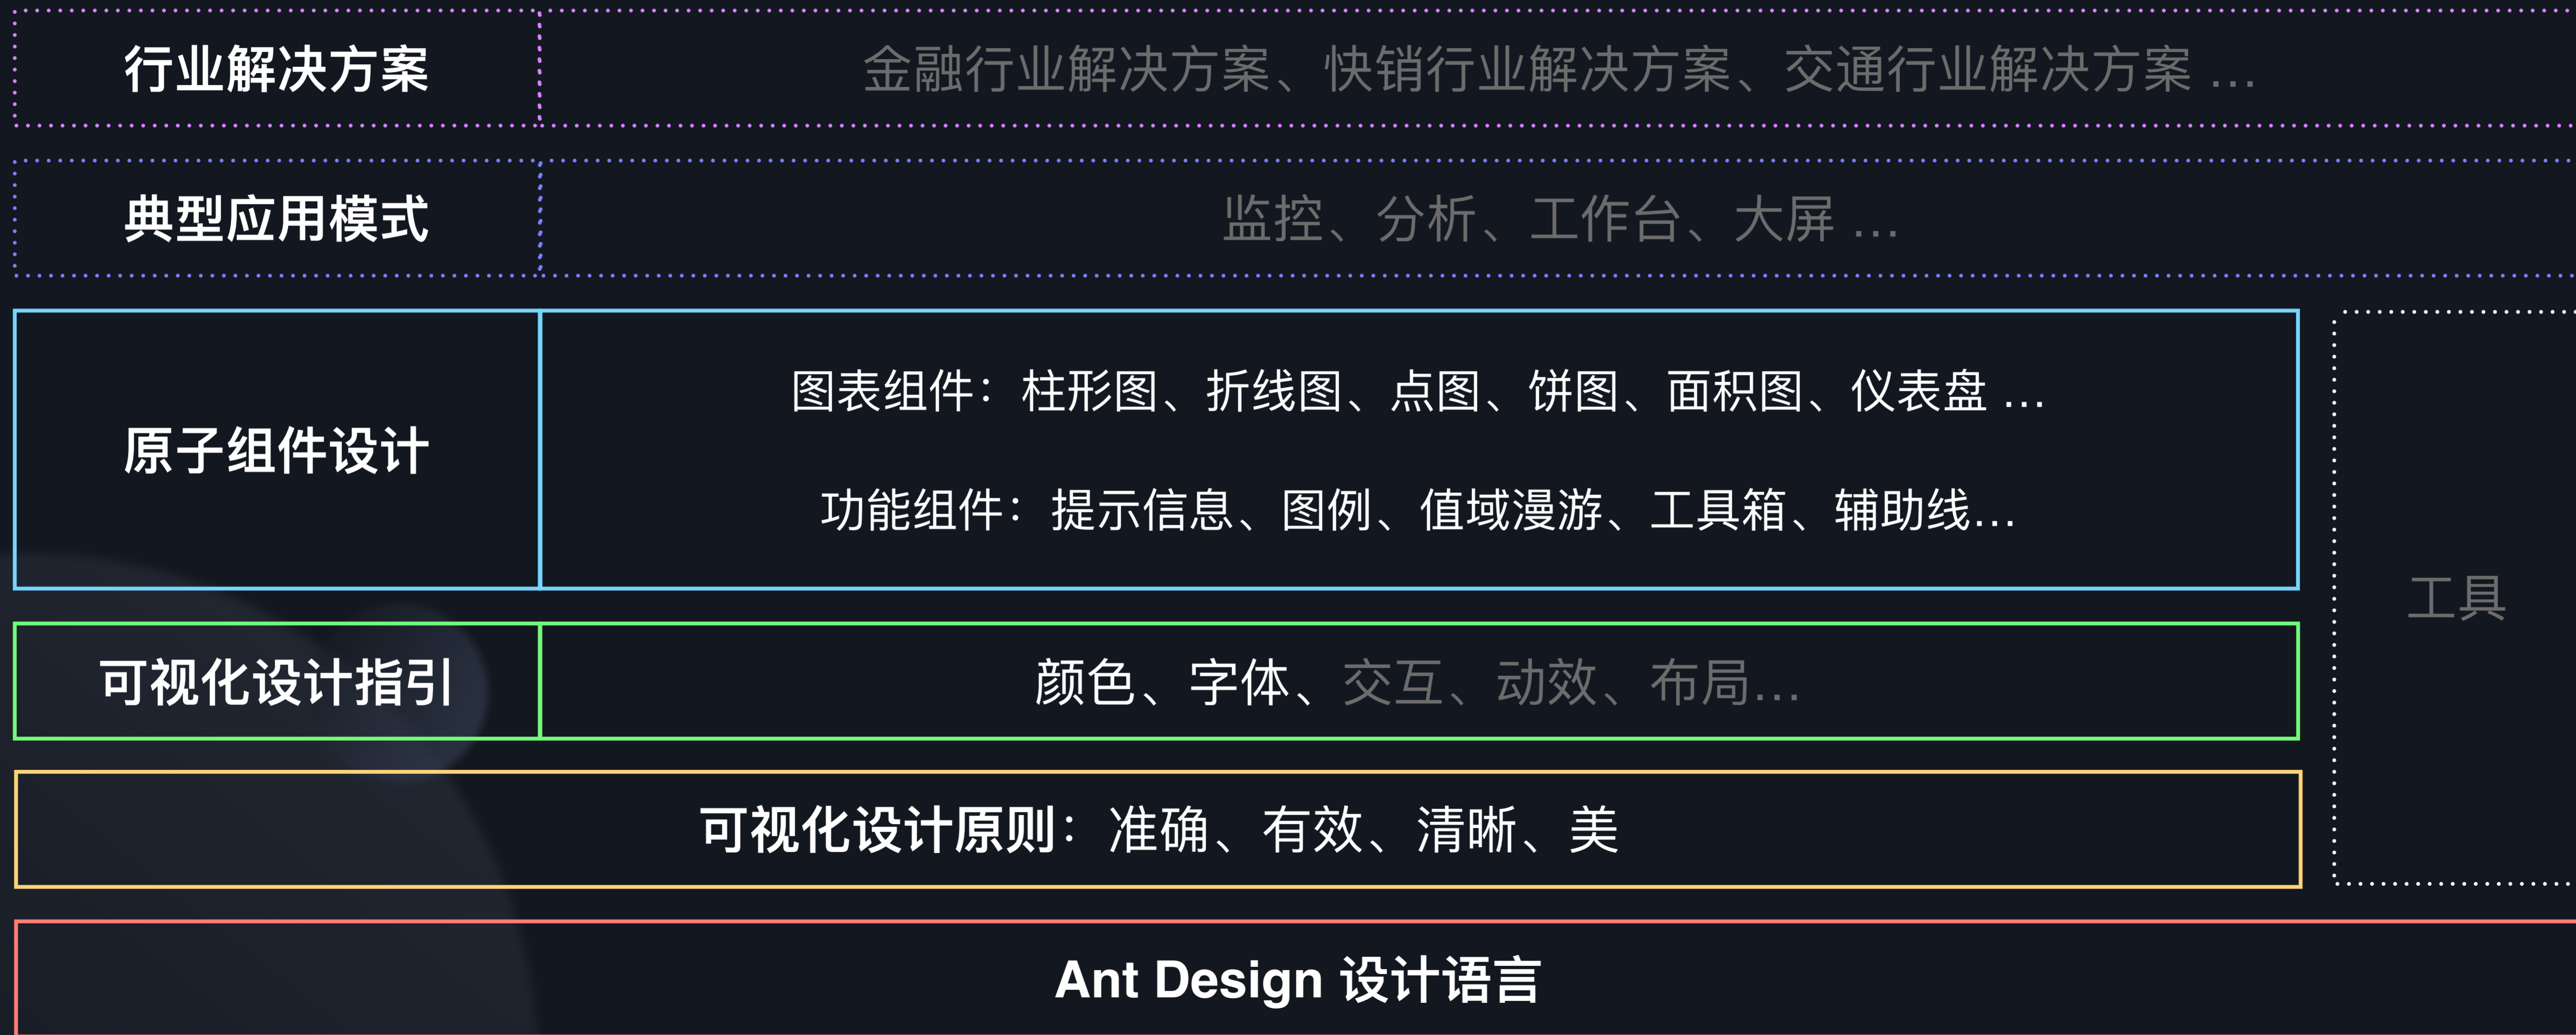 行业解决方案
金融行业解决方案、快销行业解决方案、交通行业解决方案 ...
典型应用模式
监控、分析、工作台、大屏 ...
原子组件设计
图表组件：柱形图、折线图、点图、饼图、面积图、仪表盘 ...
功能组件：提示信息、图例、值域漫游、工具箱、辅助线...
工具
可视化设计指引
颜色、字体、交互、动效、布局...
可视化设计原则：准确、有效、清晰、美
Ant Design 设计语言